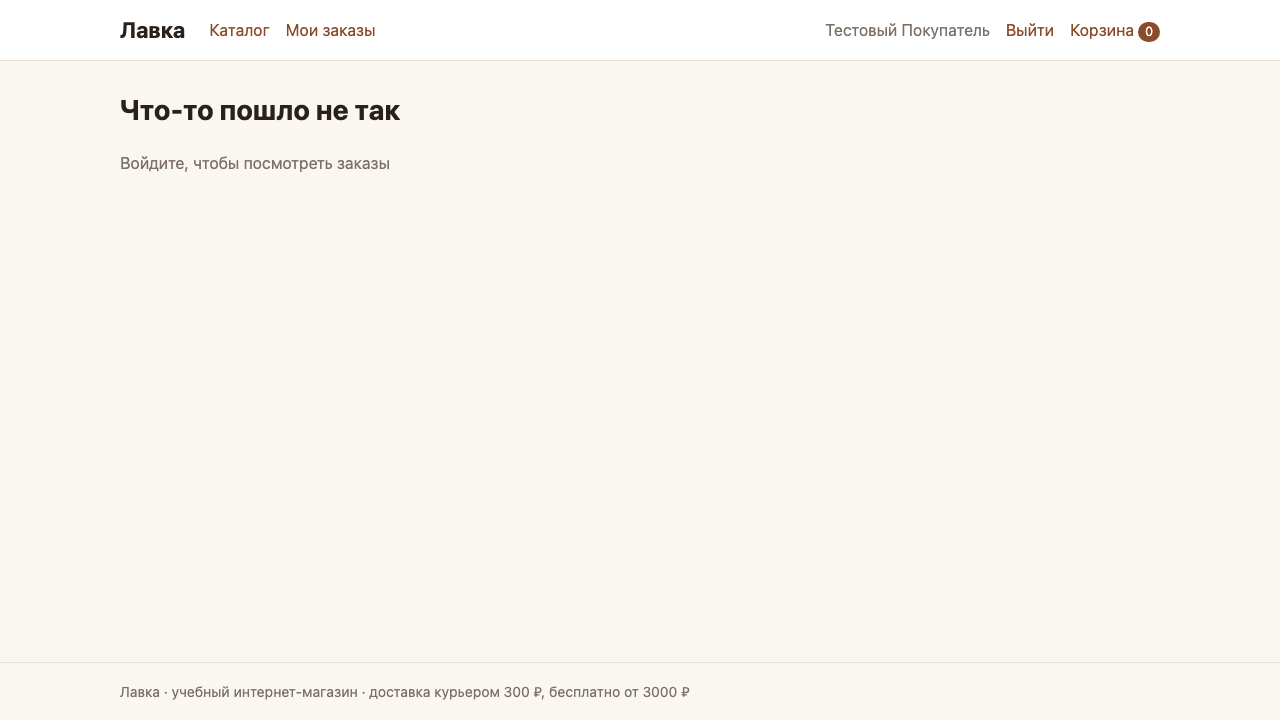 Лавка Каталог Мои заказы Тестовый Покупатель Выйти Корзина 0
Что-то пошло не так
Войдите, чтобы посмотреть заказы
Лавка · учебный интернет-магазин · доставка курьером 300 ₽, бесплатно от 3000 ₽